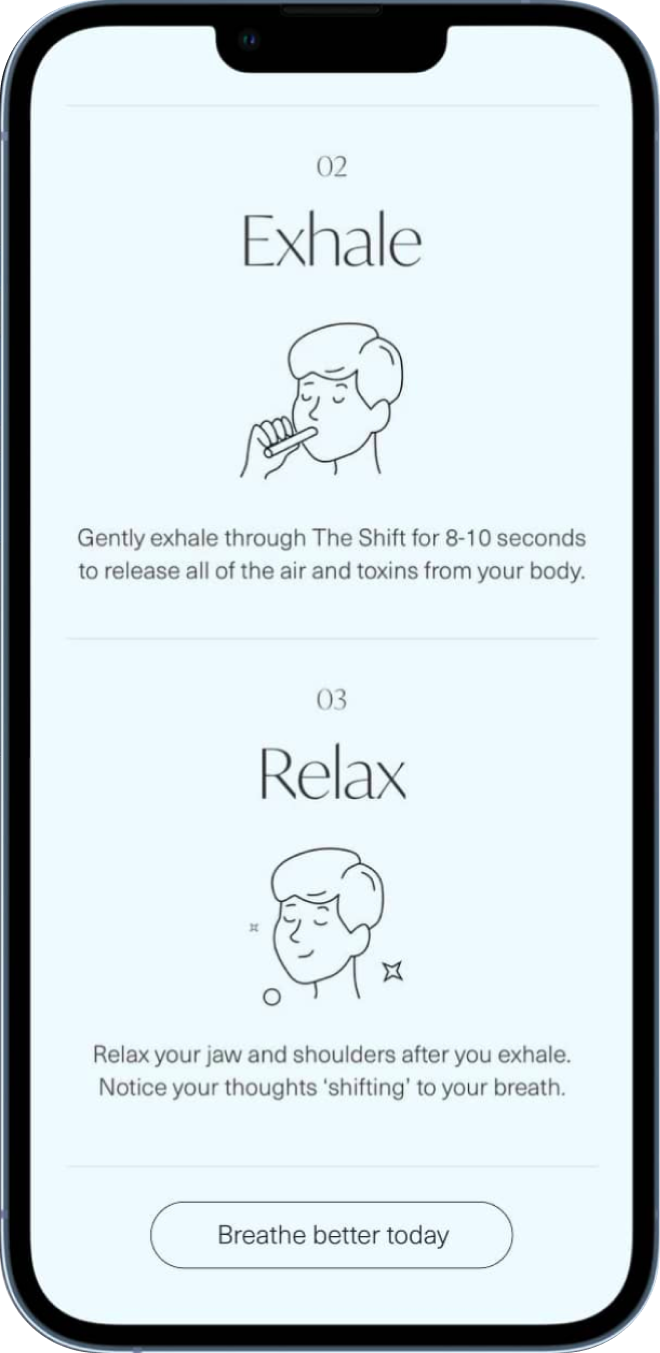 02
Exhale
Gently exhale through The Shift for 8-10 seconds
to release all of the air and toxins from your body.
03
Relax
Relax your jaw and shoulders after you exhale.
Notice your thoughts ‘shifting’ to your breath.
Breathe better today